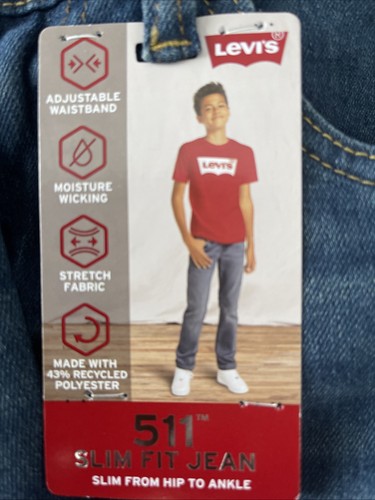 Levi's®
ADJUSTABLE
WAISTBAND
Levi's
MOISTURE
WICKING
STRETCH
FABRIC
MADE WITH
43% RECYCLED
POLYESTER
511™
SLIM FIT JEAN
SLIM FROM HIP TO ANKLE